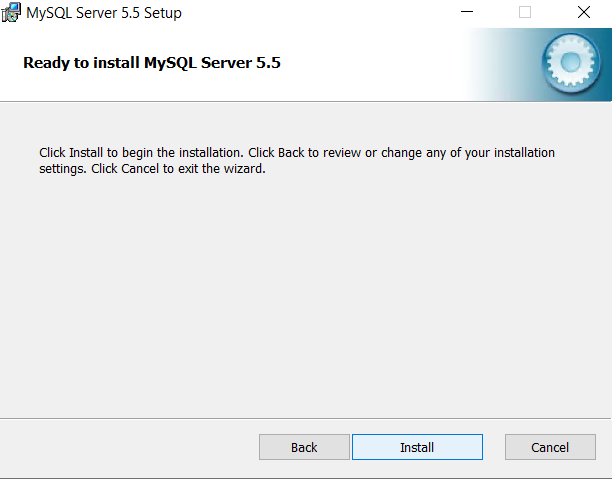 MySQL Server 5.5 Setup
Ready to install MySQL Server 5.5
Click Install to begin the installation. Click Back to review or change any of your installation
settings. Click Cancel to exit the wizard.
Back
Install
Cancel